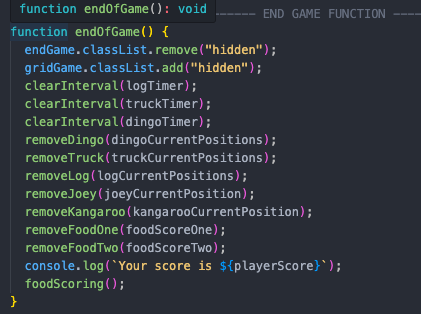 function endOfGame(): void
------ END GAME FUNCTION ----
function endOfGame() {
endGame.classList.remove("hidden");
gridGame.classList.add("hidden");
clearInterval(logTimer);
clearInterval(truckTimer);
clearInterval(dingoTimer);
removeDingo(dingoCurrentPositions);
removeTruck(truckCurrentPositions);
removeLog(logCurrentPositions);
removeJoey(joeyCurrentPosition);
removeKangaroo(kangarooCurrentPosition);
removeFoodOne(foodScoreOne);
removeFoodTwo(foodScoreTwo);
console.log(`Your score is ${playerScore}`);
foodScoring();
}